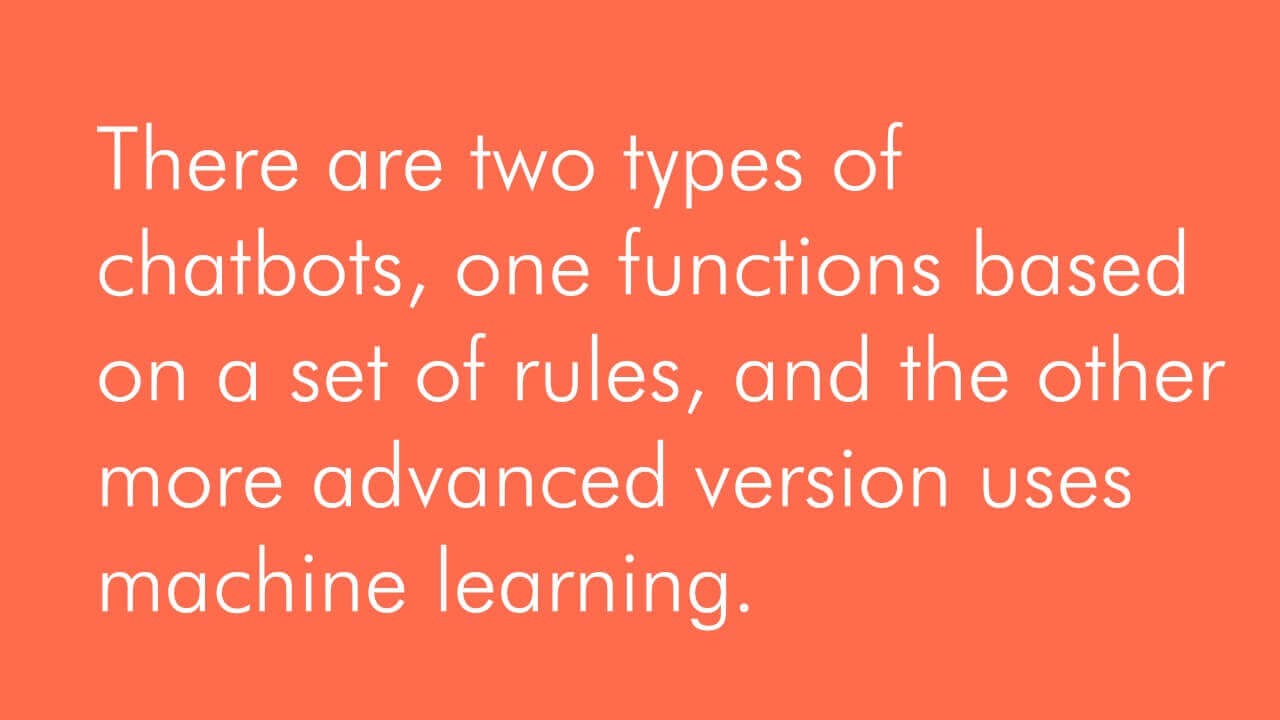 There are two types of
chatbots, one functions based
on a set of rules, and the other
more advanced version uses
machine learning.